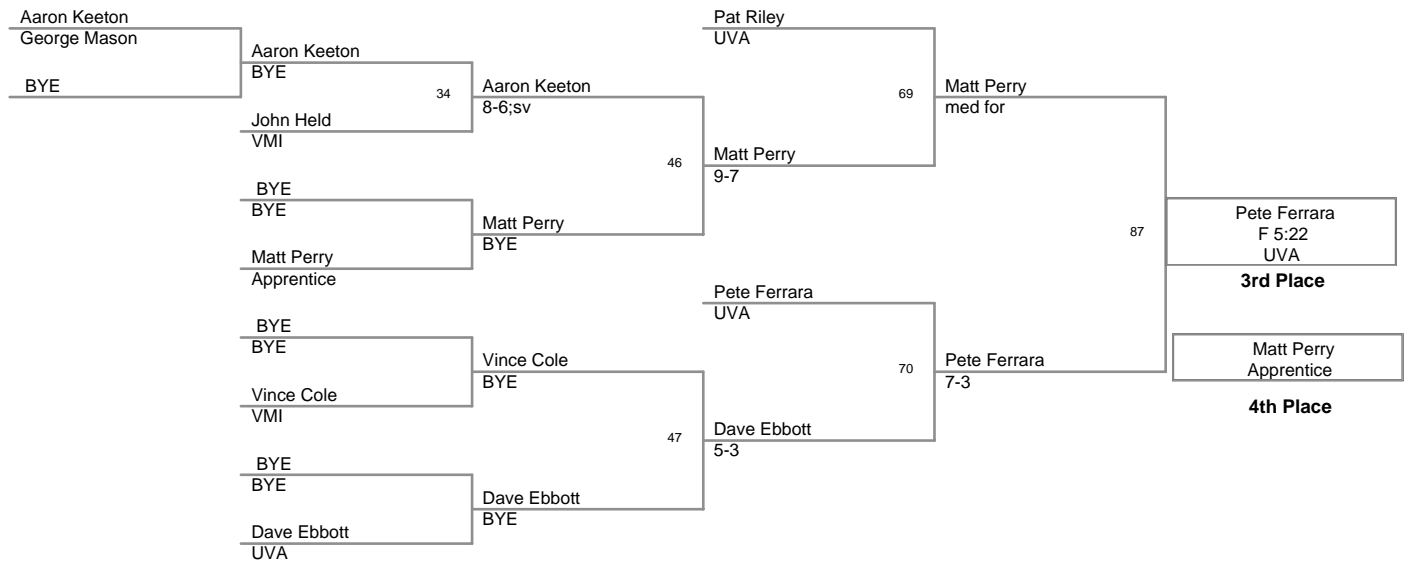 Aaron Keeton
George Mason
BYE
Aaron Keeton
BYE
34
John Held
VMI
BYE
BYE
Matt Perry
Apprentice
BYE
BYE
Vince Cole
VMI
BYE
BYE
Dave Ebbott
UVA
Aaron Keeton
8-6;sv
46
Matt Perry
BYE
Vince Cole
BYE
47
Dave Ebbott
BYE
Pat Riley
UVA
69
Matt Perry
9-7
Pete Ferrara
UVA
70
Dave Ebbott
5-3
Matt Perry
med for
87
Pete Ferrara
7-3
Pete Ferrara
F 5:22
UVA
3rd Place
Matt Perry
Apprentice
4th Place